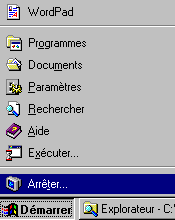 WordPad
Programmes
Documents
Paramètres
Rechercher
Aide
Exécuter...
Arrêter...
Démarrer
Explorateur - C:\